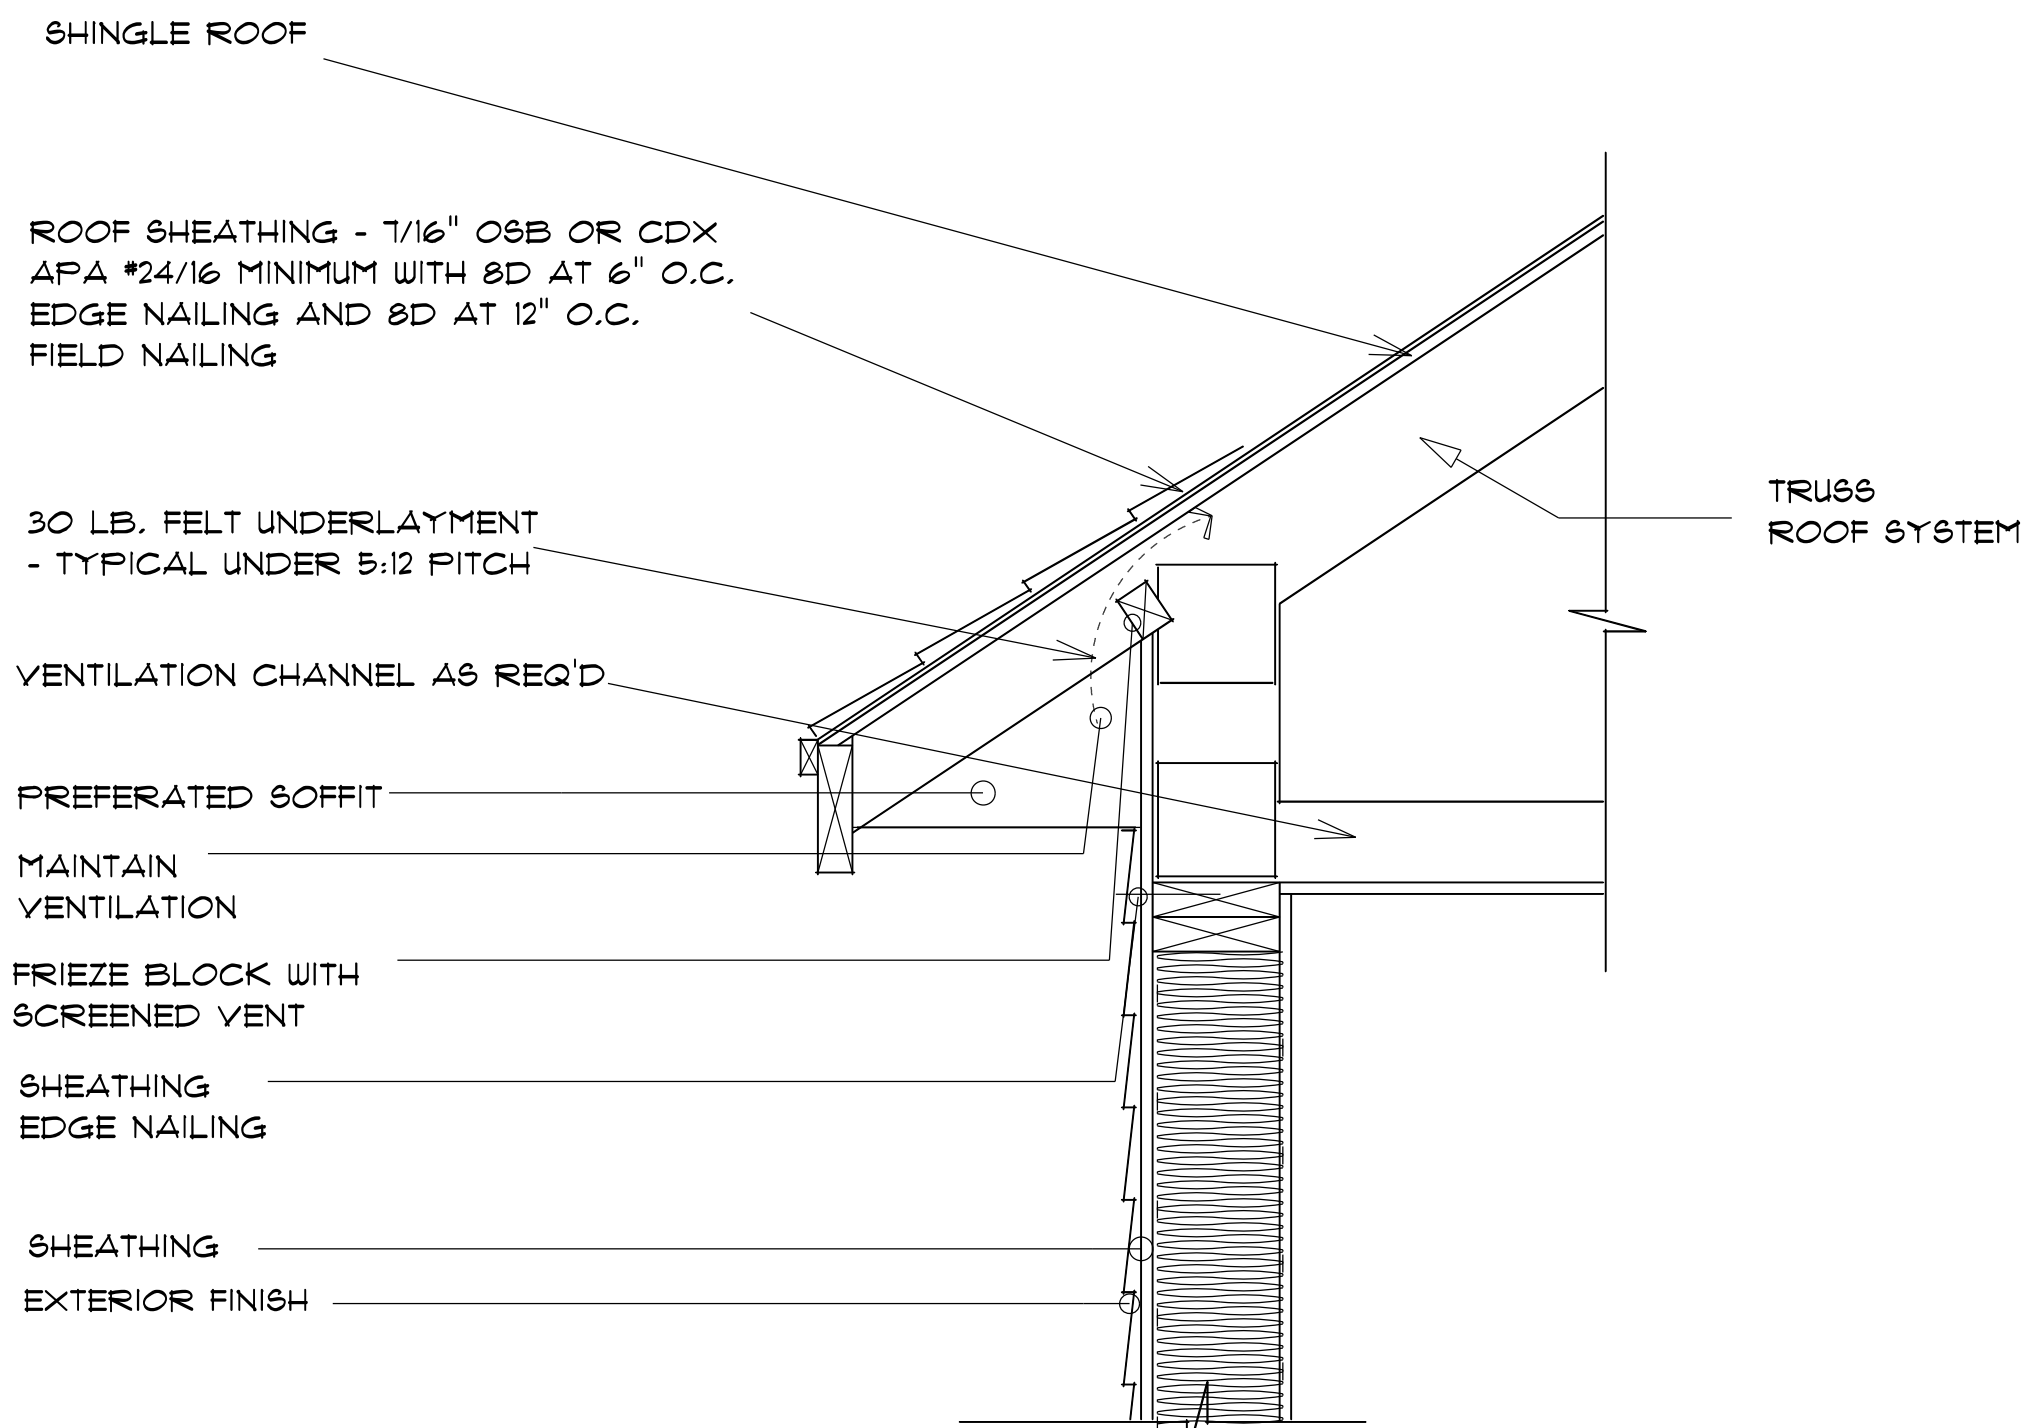 SHINGLE ROOF
ROOF SHEATHING - 7/16" OSB OR CDX
APA #24/16 MINIMUM WITH 8D AT 6" O.C.
EDGE NAILING AND 8D AT 12" O.C.
FIELD NAILING
30 LB. FELT UNDERLAYMENT
- TYPICAL UNDER 5:12 PITCH
TRUSS
ROOF SYSTEM
VENTILATION CHANNEL AS REQ'D
PREFERATED SOFFIT
MAINTAIN
VENTILATION
FRIEZE BLOCK WITH
SCREENED VENT
SHEATHING
EDGE NAILING
SHEATHING
EXTERIOR FINISH